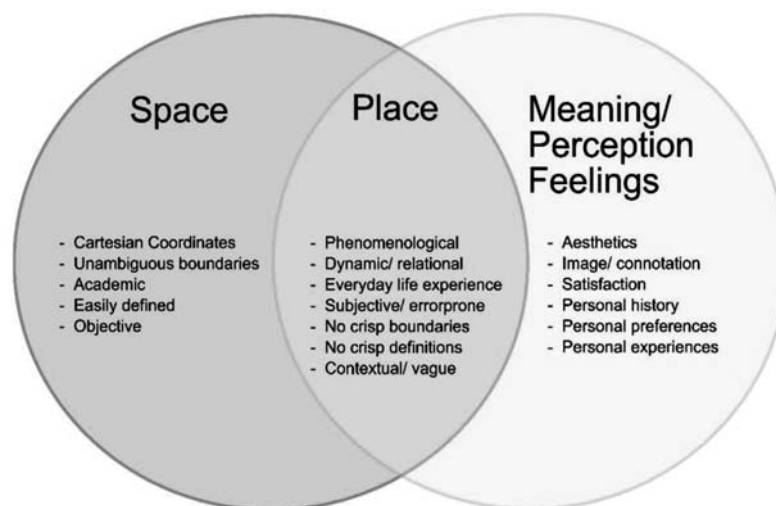 Space
- Cartesian Coordinates
- Unambiguous boundaries
- Academic
- Easily defined
- Objective
Place
- Phenomenological
- Dynamic/ relational
- Everyday life experience
- Subjective/ errorprone
- No crisp boundaries
- No crisp definitions
- Contextual/ vague
Meaning/
Perception
Feelings
- Aesthetics
- Image/ connotation
- Satisfaction
- Personal history
- Personal preferences
- Personal experiences